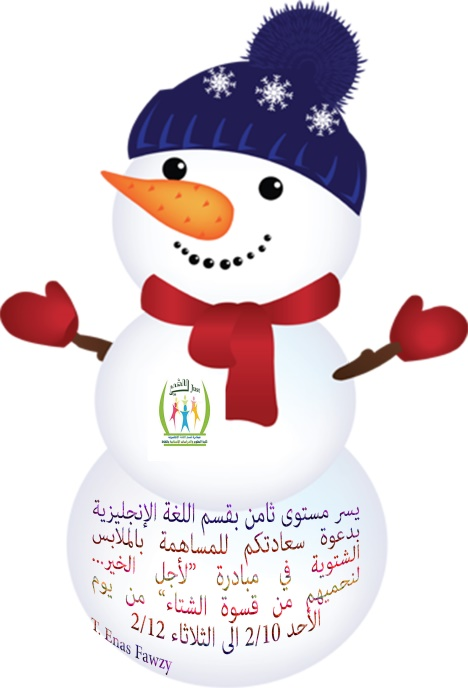 يسر مستوى ثامن بقسم اللغة الإنجليزية
بدعوة سعادتكم للمساهمة بالملابس
الشتوية في مبادرة "لأجل الخير...
لنحميهم من قسوة الشتاء" من يوم
الأحد 2/10 الى الثلاثاء 2/12
T. Enas Fawzy